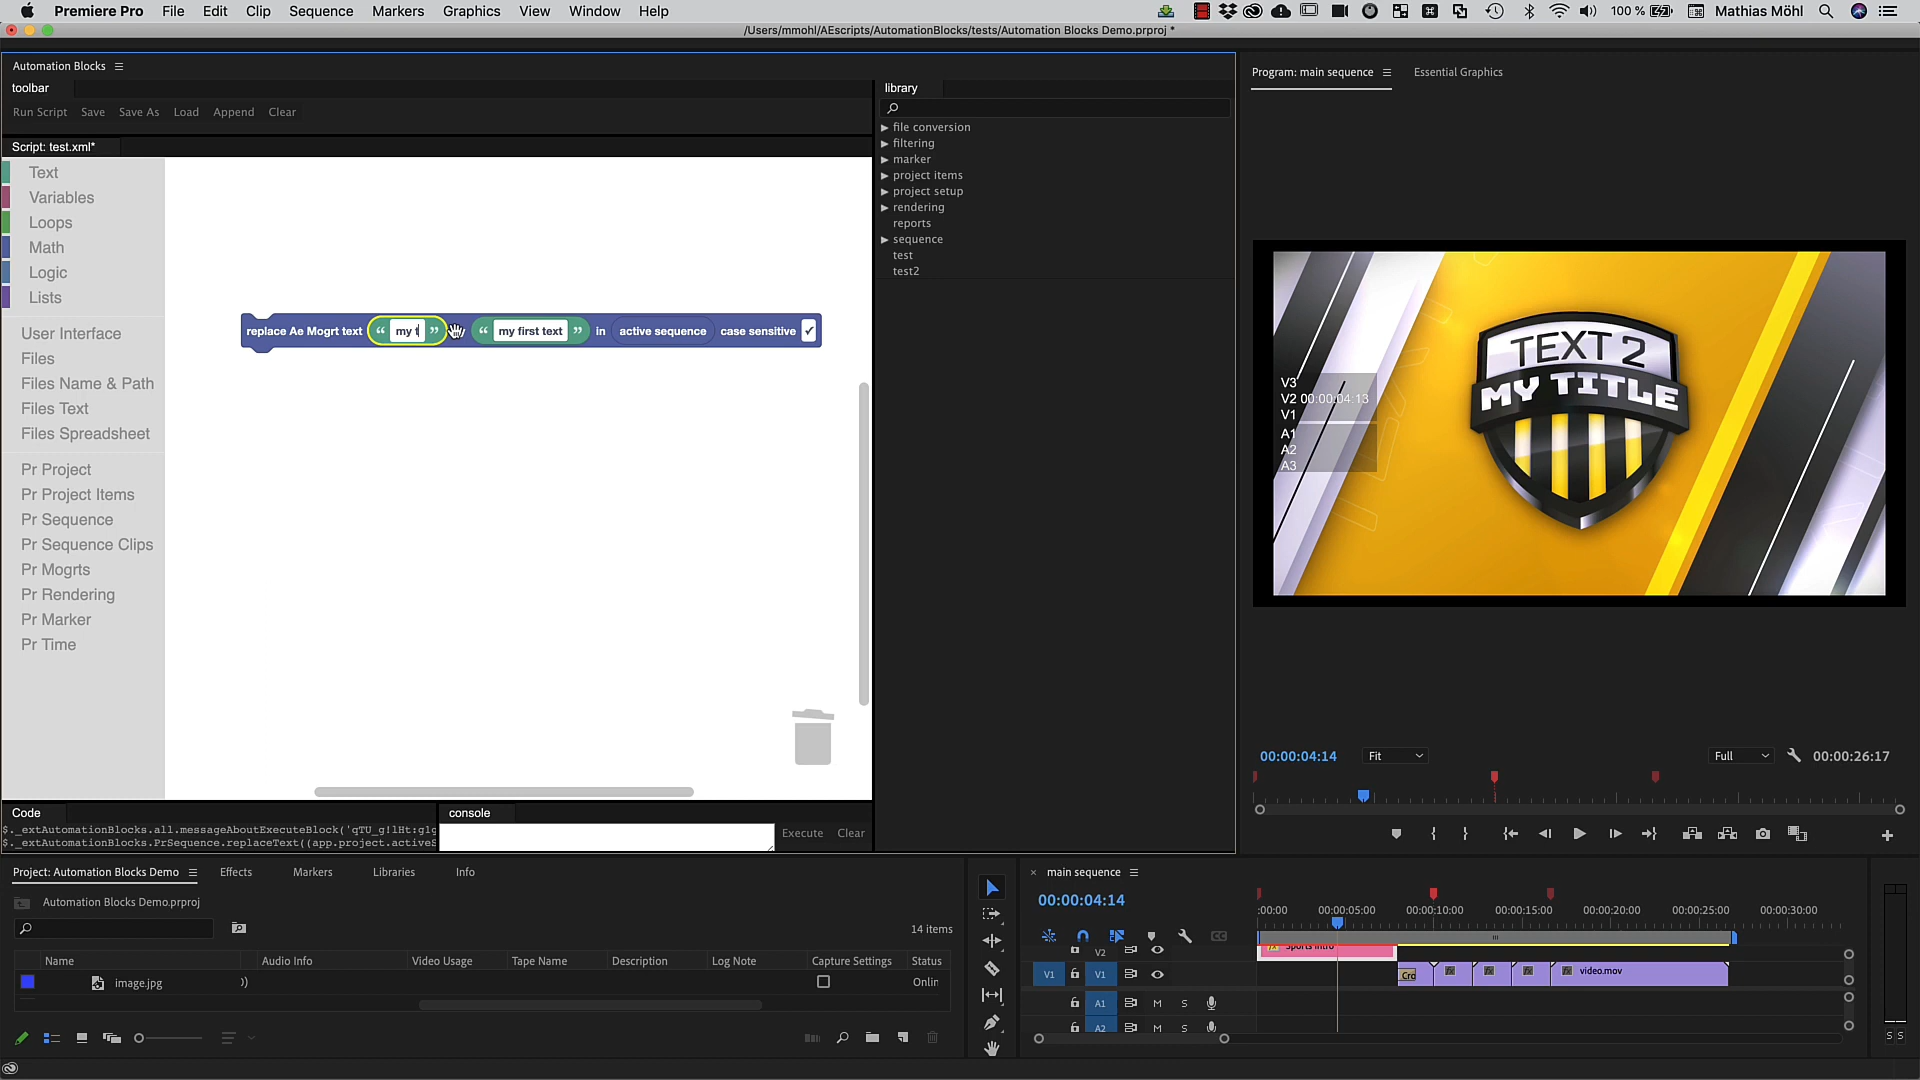 Premiere Pro File Edit Clip Sequence Markers Graphics View Window Help 100 % Mathias Möhl
/Users/mmohl/AEscripts/AutomationBlocks/tests/Automation Blocks Demo.prproj *
Automation Blocks
toolbar
Run Script Save Save As Load Append Clear
Script: test.xml*
Text
Variables
Loops
Math
Logic
Lists
User Interface
Files
Files Name & Path
Files Text
Files Spreadsheet
Pr Project
Pr Project Items
Pr Sequence
Pr Sequence Clips
Pr Mogrts
Pr Rendering
Pr Marker
Pr Time
replace Ae Mogrt text “ my t ” “ my first text ” in active sequence case sensitive ✓
library
file conversion
filtering
marker
project items
project setup
rendering
reports
sequence
test
test2
Code
$._extAutomationBlocks.all.messageAboutExecuteBlock('qTU_g!lHt:g1g
$._extAutomationBlocks.PrSequence.replaceText((app.project.activeS
console
Execute Clear
Program: main sequence Essential Graphics
TEXT 2
MY TITLE
V3
V2 00:00:04:13
V1
A1
A2
A3
00:00:04:14 Fit Full 00:00:26:17
Project: Automation Blocks Demo Effects Markers Libraries Info
Automation Blocks Demo.prproj
14 items
Name Audio Info Video Usage Tape Name Description Log Note Capture Settings Status
image.jpg Onlin
× main sequence
00:00:04:14
:00:00 00:00:05:00 00:00:10:00 00:00:15:00 00:00:20:00 00:00:25:00 00:00:30:00
V2 Sports Intro
V1 V1 Cro fx fx fx fx video.mov
A1 M S
A2 M S
S S